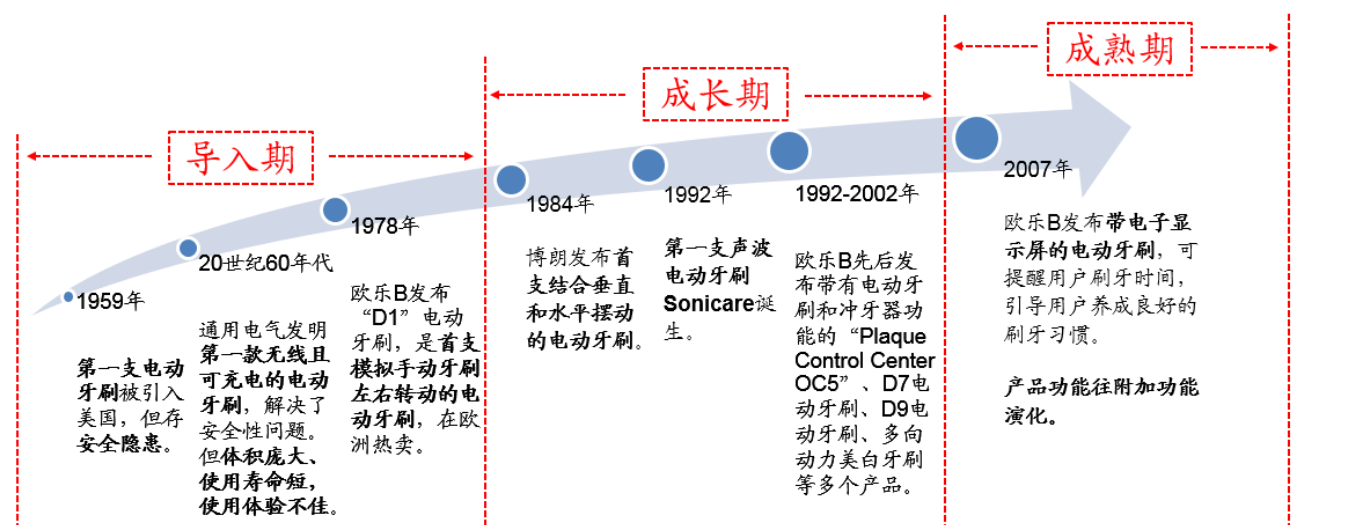 成熟期
成长期
导入期
1959年
第一支电动
牙刷被引入
美国，但存
安全隐患。
20世纪60年代
通用电气发明
第一款无线且
可充电的电动
牙刷，解决了
安全性问题。
但体积庞大、
使用寿命短，
使用体验不佳。
1978年
欧乐B发布
“D1”电动
牙刷，是首支
模拟手动牙刷
左右转动的电
动牙刷，在欧
洲热卖。
1984年
博朗发布首
支结合垂直
和水平摆动
的电动牙刷。
1992年
第一支声波
电动牙刷
Sonicare诞
生。
1992-2002年
欧乐B先后发
布带有电动牙
刷和冲牙器功
能的“Plaque
Control Center
OC5”、D7电
动牙刷、D9电
动牙刷、多向
动力美白牙刷
等多个产品。
2007年
欧乐B发布带电子显
示屏的电动牙刷，可
提醒用户刷牙时间，
引导用户养成良好的
刷牙习惯。
产品功能往附加功能
演化。